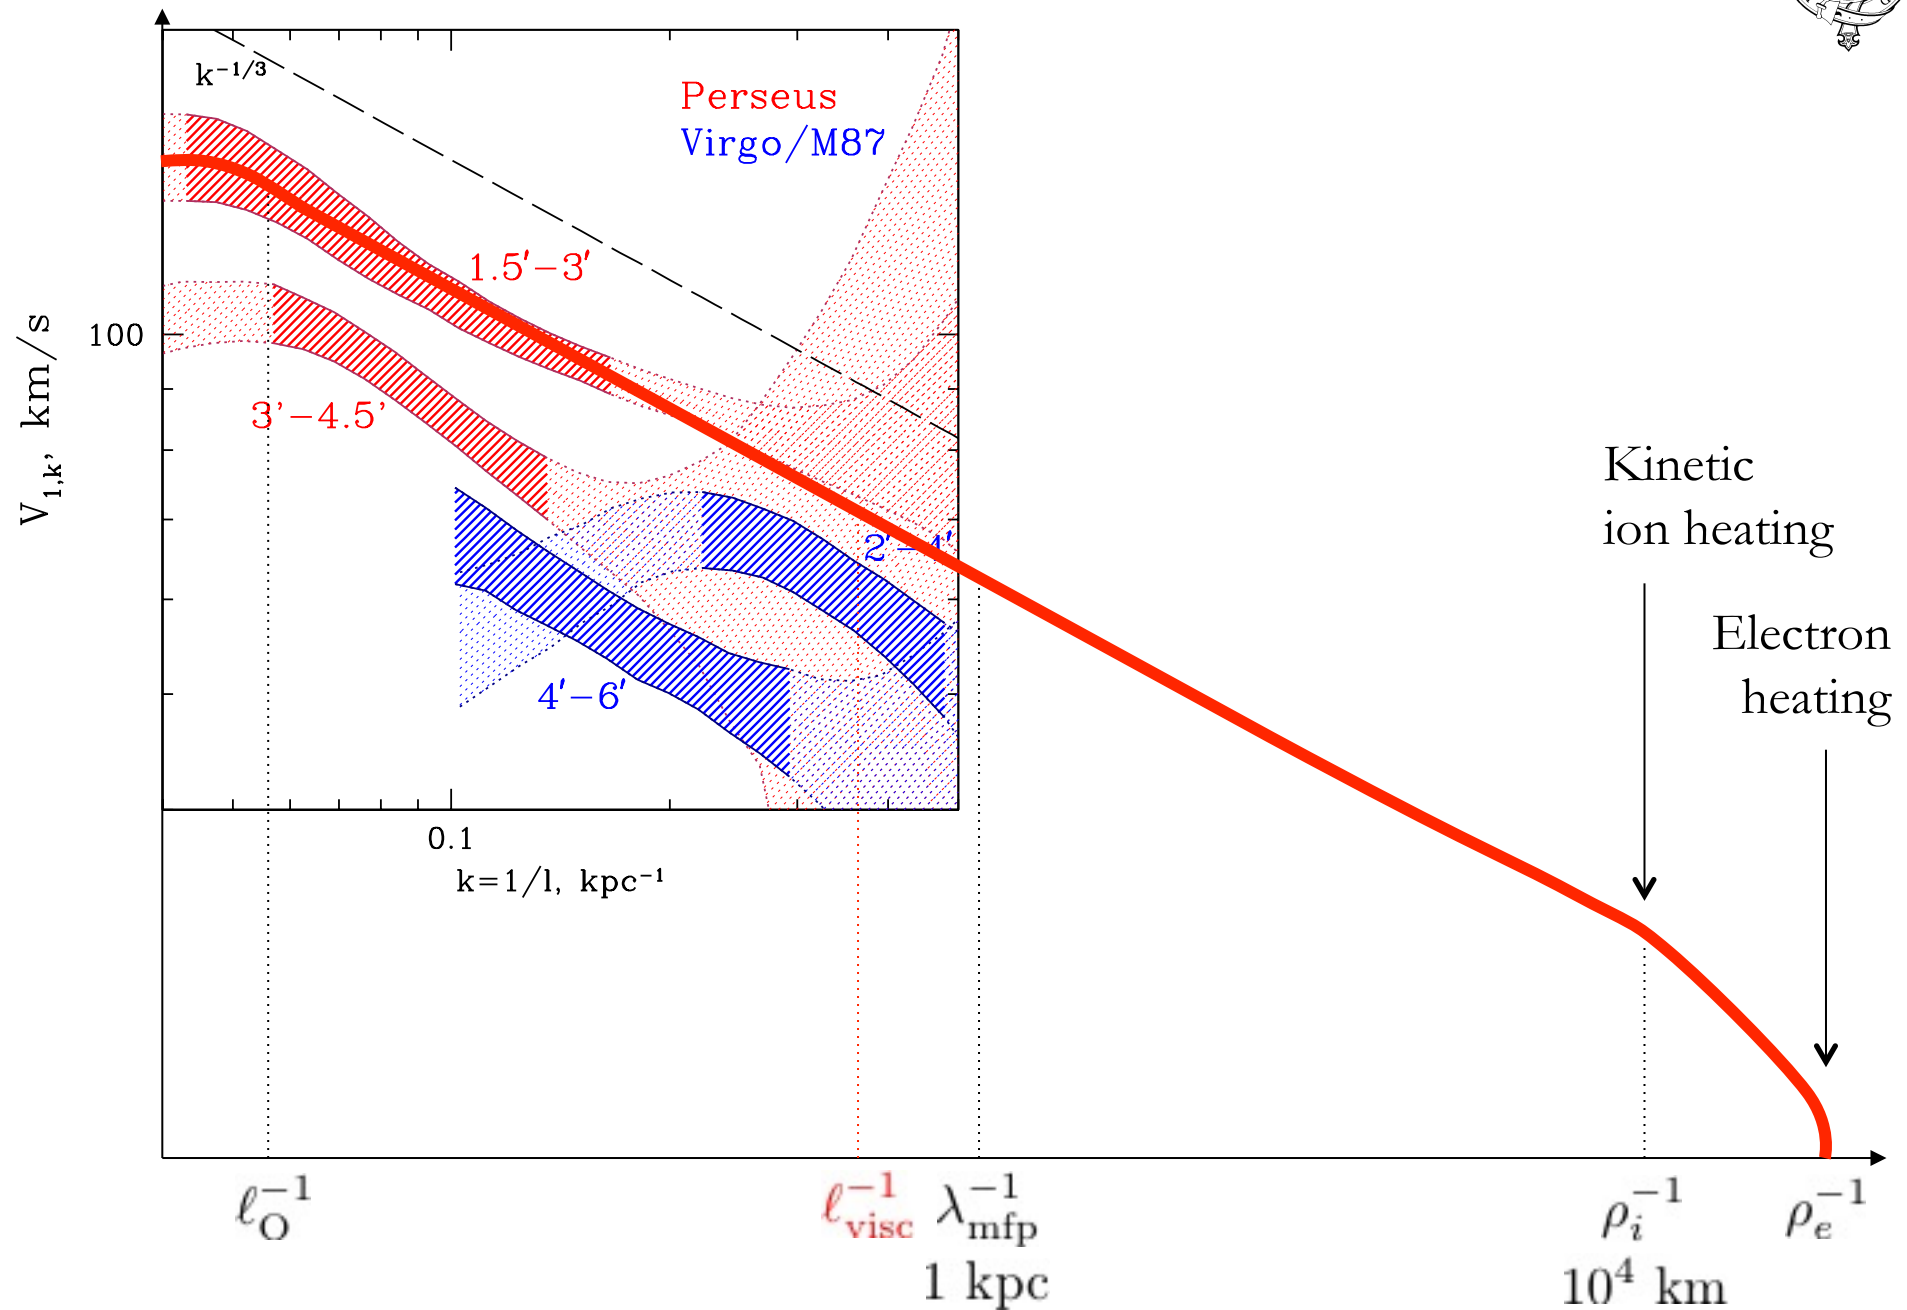 k⁻¹/³
Perseus
Virgo/M87
1.5′−3′
100
V₁,ₖ, km/s
3'−4.5'
2′−4′
4′−6′
0.1
k=1/l, kpc⁻¹
Kinetic
ion heating
Electron
heating
ℓ_O⁻¹
ℓ_visc⁻¹
λ_mfp⁻¹
1 kpc
ρ_i⁻¹
10⁴ km
ρ_e⁻¹